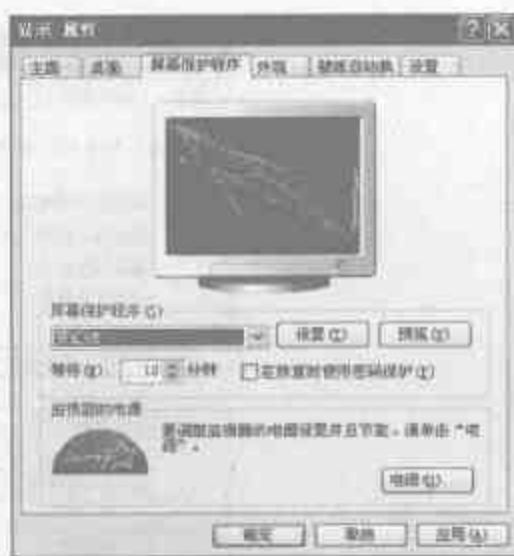 显示 属性
主题 桌面 屏幕保护程序 外观 设置
屏幕保护程序(S)
设置(T) 预览(V)
等待(W) 10 分钟 在恢复时使用密码保护(P)
监视器的电源
要调整监视器的电源设置并且节能，请单击“电
源”。
电源(O)...
确定 取消 应用(A)